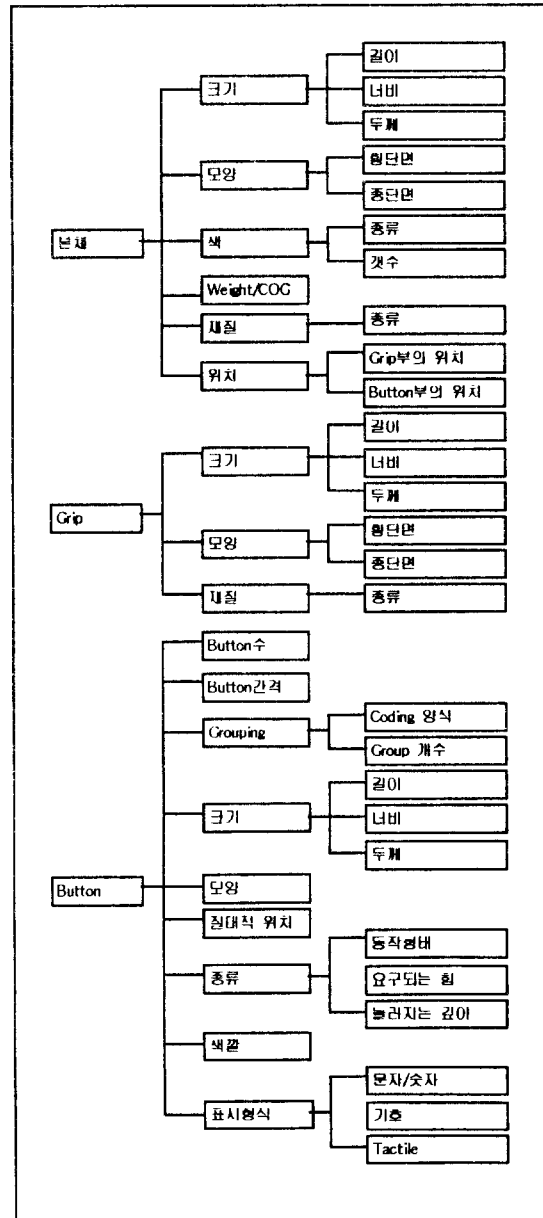 본체
크기
길이
너비
두께
모양
횡단면
종단면
색
종류
갯수
Weight/COG
재질
종류
위치
Grip부의 위치
Button부의 위치
Grip
크기
길이
너비
두께
모양
횡단면
종단면
재질
종류
Button
Button수
Button간격
Grouping
Coding 양식
Group 개수
크기
길이
너비
두께
모양
절대적 위치
종류
동작형태
요구되는 힘
눌러지는 깊이
색깔
표시형식
문자/숫자
기호
Tactile